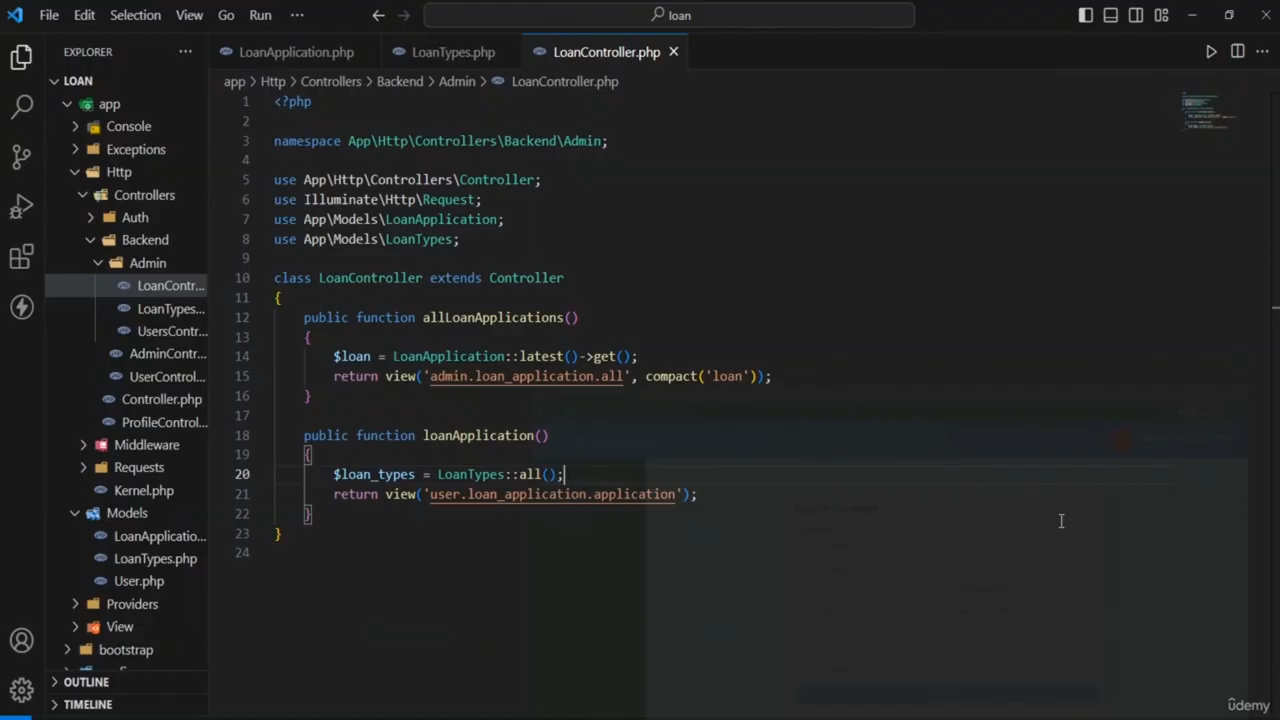 File Edit Selection View Go Run ··· loan
EXPLORER ···
LoanApplication.php LoanTypes.php LoanController.php
LOAN
app > Http > Controllers > Backend > Admin > LoanController.php
app
Console
Exceptions
Http
Controllers
Auth
Backend
Admin
LoanContr...
LoanTypes...
UsersContr...
AdminContr...
UserControl...
Controller.php
ProfileControl...
Middleware
Requests
Kernel.php
Models
LoanApplicatio...
LoanTypes.php
User.php
Providers
View
bootstrap
OUTLINE
TIMELINE
1 <?php
2
3 namespace App\Http\Controllers\Backend\Admin;
4
5 use App\Http\Controllers\Controller;
6 use Illuminate\Http\Request;
7 use App\Models\LoanApplication;
8 use App\Models\LoanTypes;
9
10 class LoanController extends Controller
11 {
12 public function allLoanApplications()
13 {
14 $loan = LoanApplication::latest()->get();
15 return view('admin.loan_application.all', compact('loan'));
16 }
17
18 public function loanApplication()
19 {
20 $loan_types = LoanTypes::all();
21 return view('user.loan_application.application');
22 }
23 }
24
ûdemy